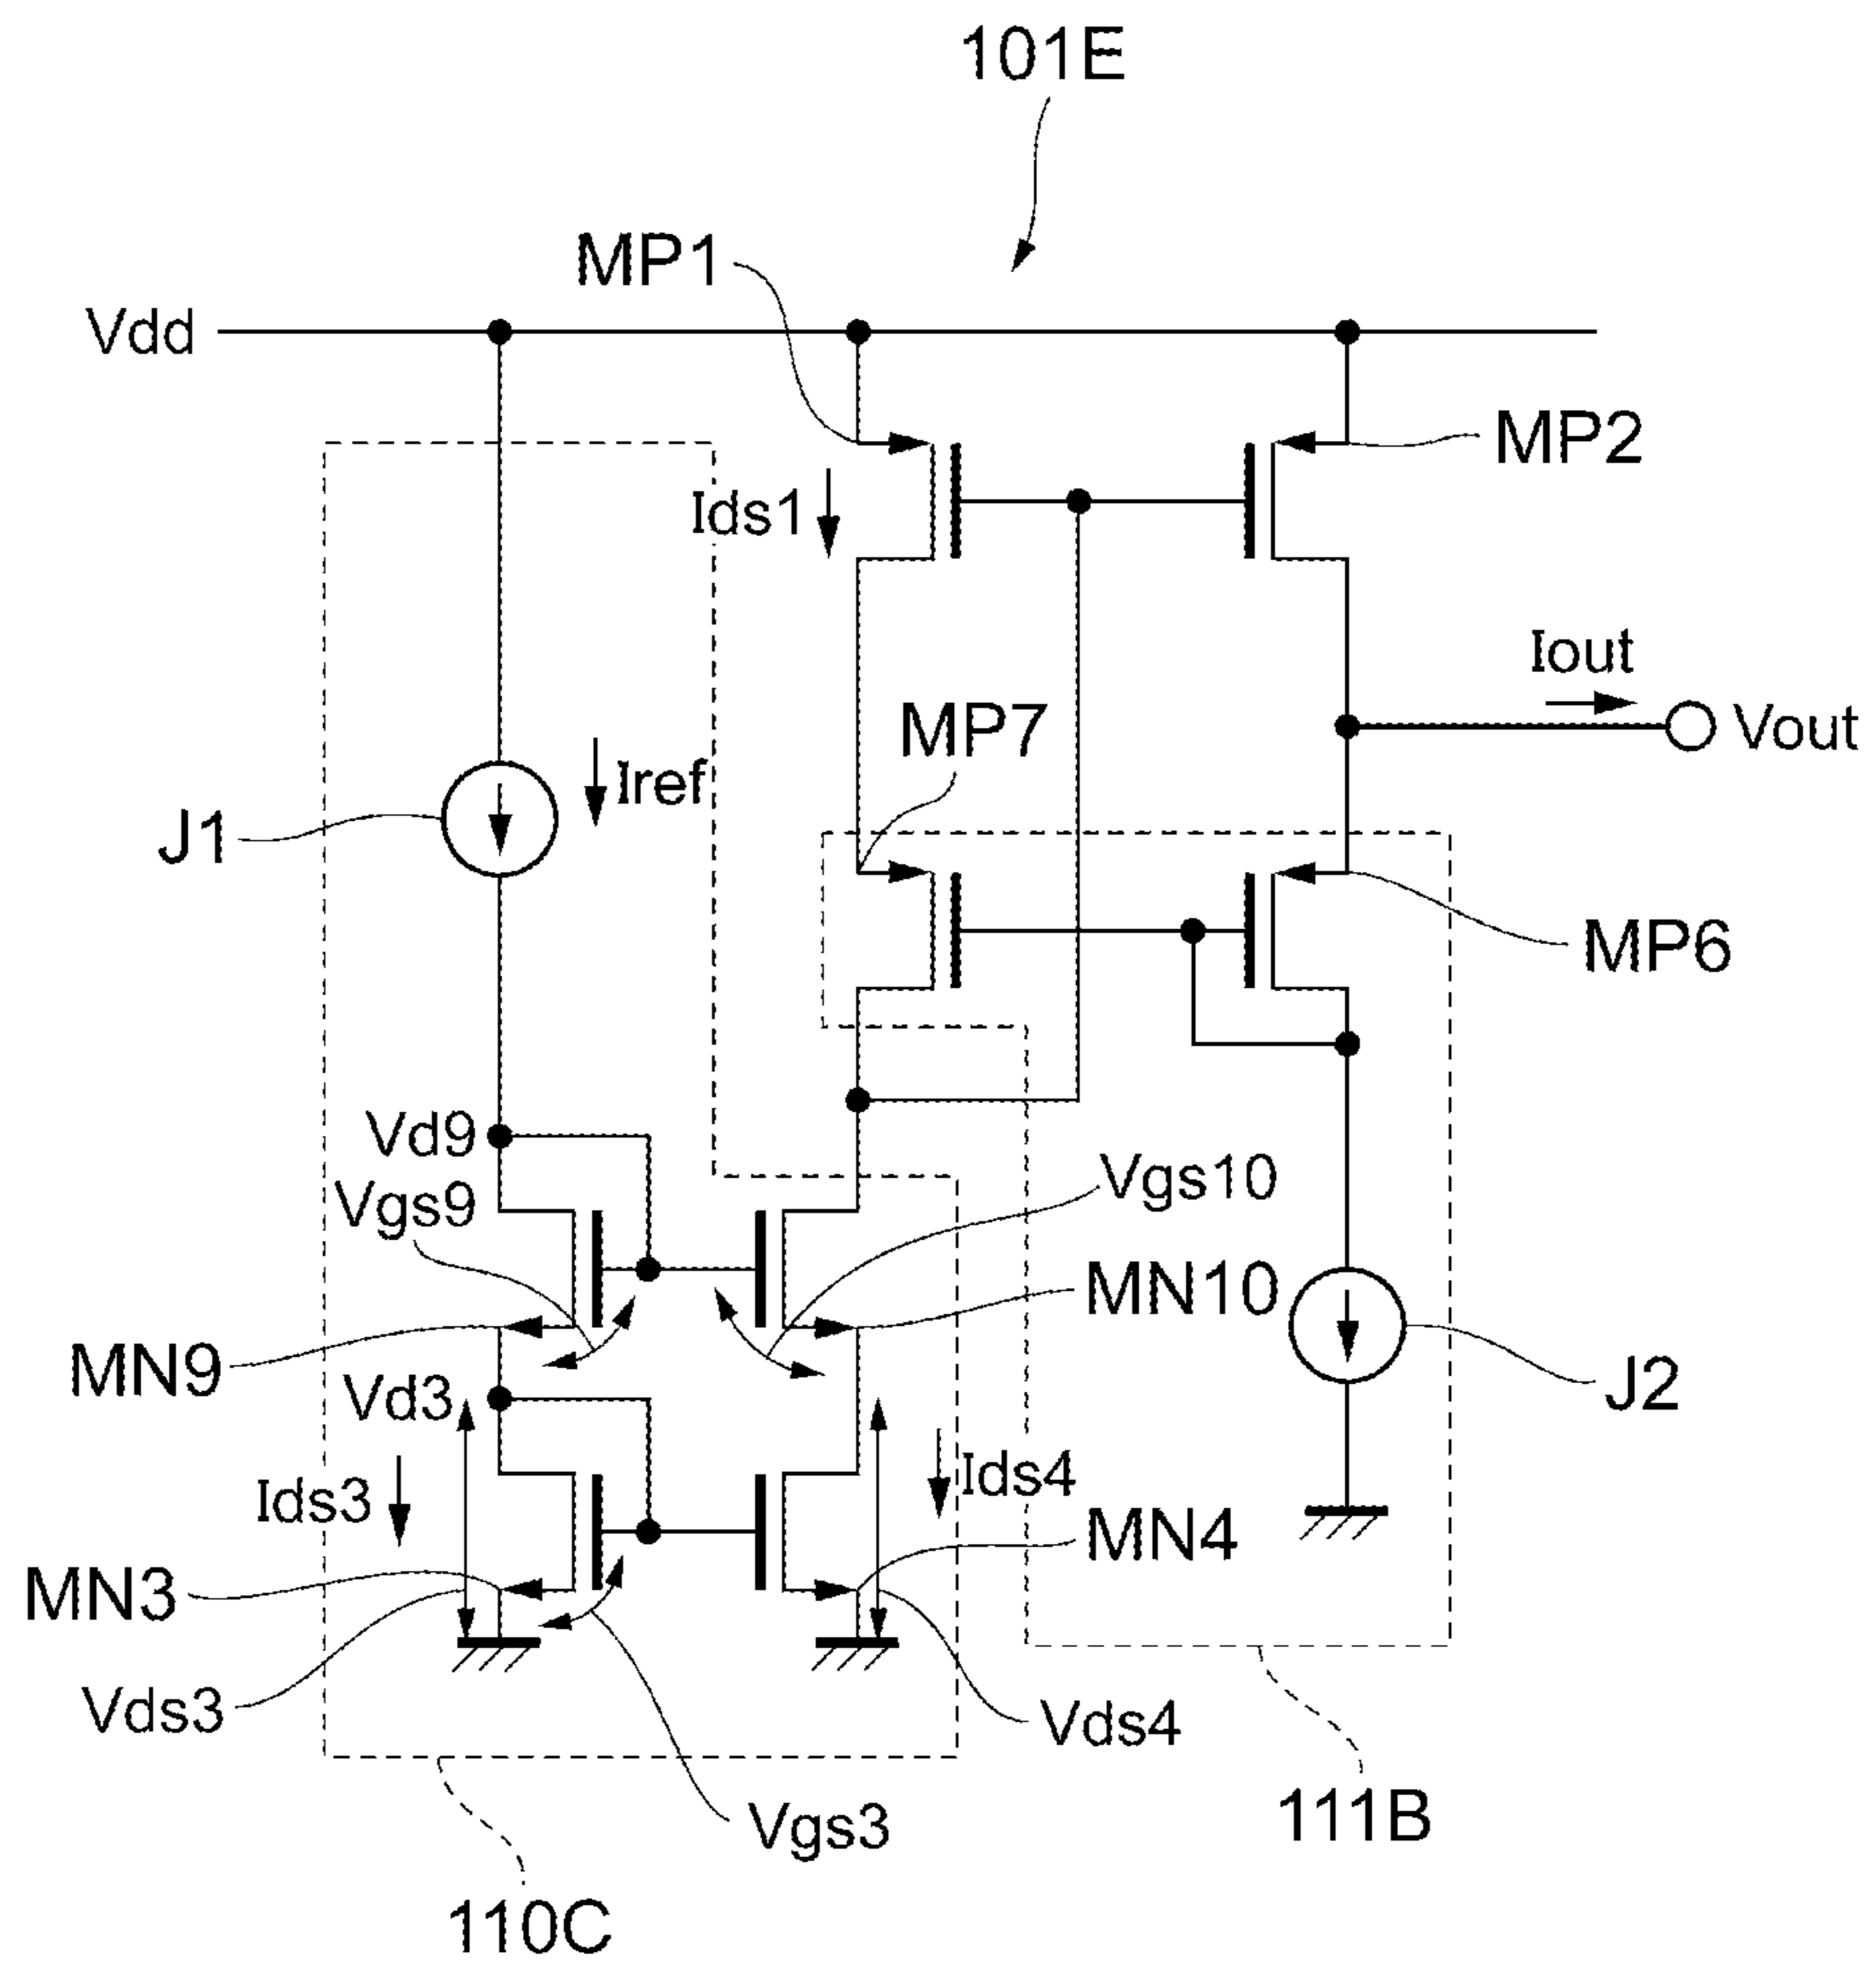 101E
MP1
Vdd
MP2
Ids1
Iout
MP7
Vout
Iref
J1
MP6
Vd9
Vgs9
Vgs10
MN10
MN9
Vd3
J2
Ids3
Ids4
MN4
MN3
Vds3
Vds4
Vgs3
111B
110C